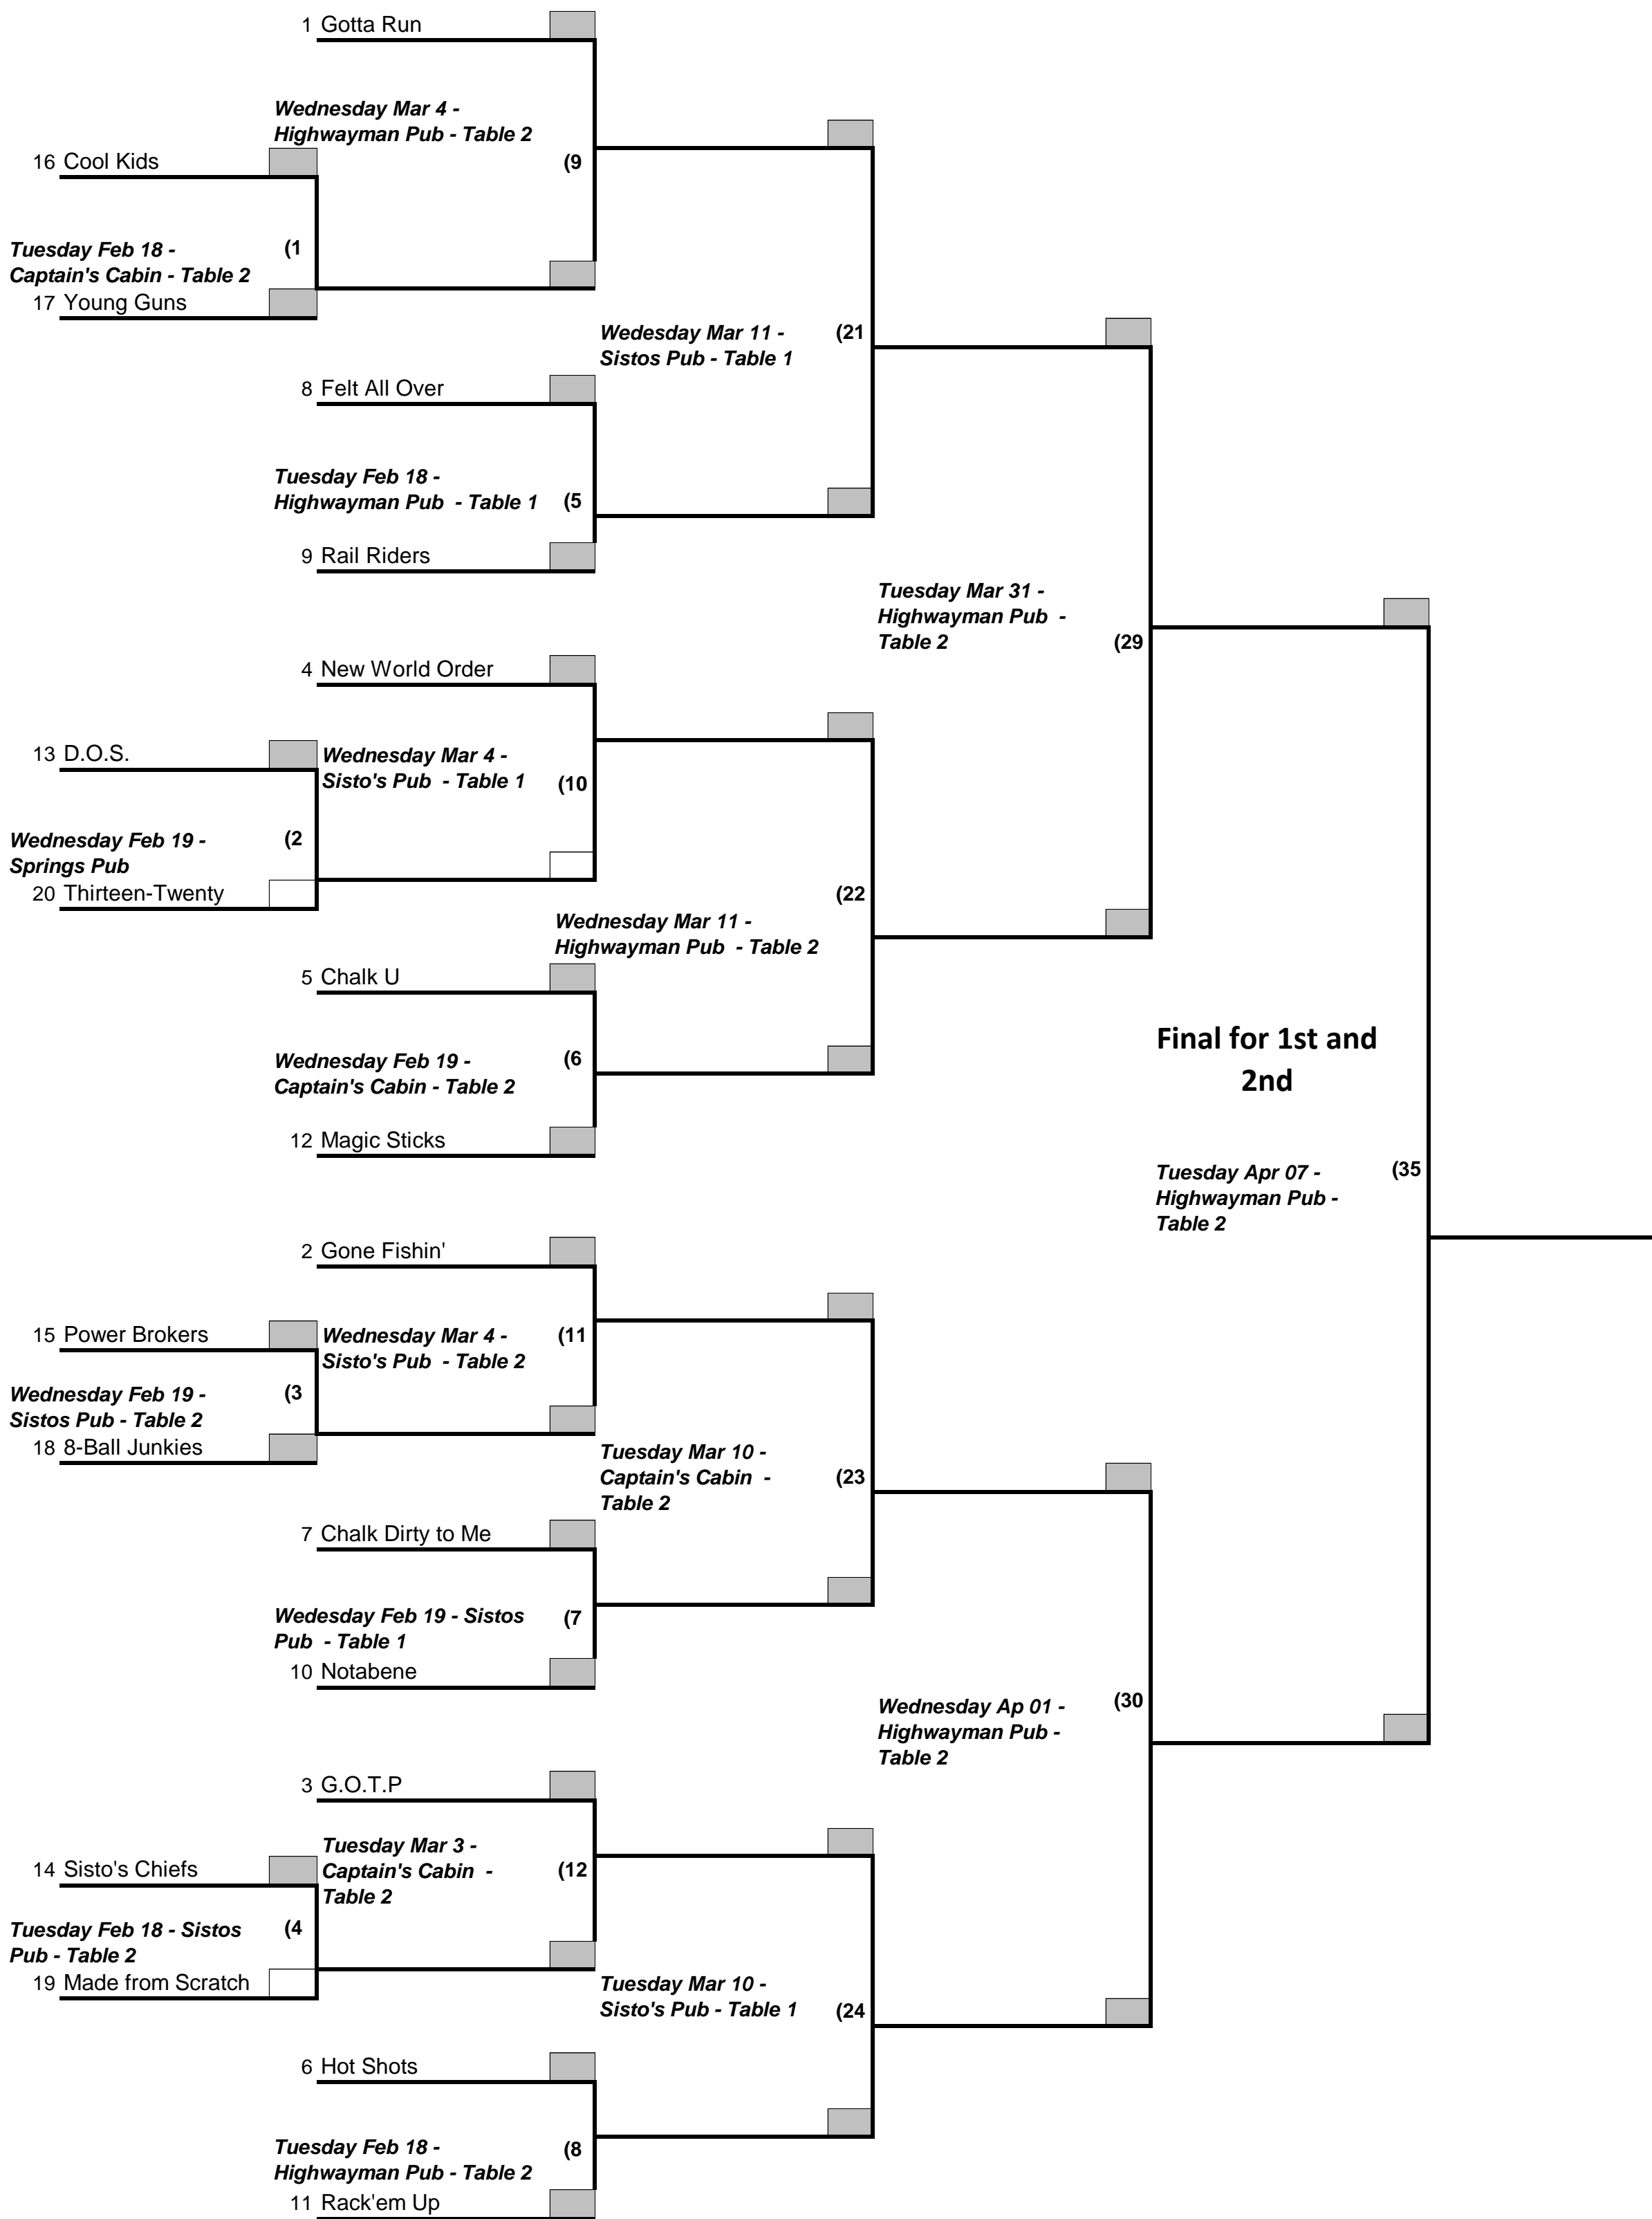 1 Gotta Run
Wednesday Mar 4 -
Highwayman Pub - Table 2
(9
16 Cool Kids
Tuesday Feb 18 -
Captain's Cabin - Table 2
(1
17 Young Guns
Wedesday Mar 11 -
Sistos Pub - Table 1
(21
8 Felt All Over
Tuesday Feb 18 -
Highwayman Pub  - Table 1
(5
9 Rail Riders
Tuesday Mar 31 -
Highwayman Pub  -
Table 2
(29
4 New World Order
13 D.O.S.
Wednesday Mar 4 -
Sisto's Pub  - Table 1
(10
Wednesday Feb 19 -
Springs Pub
(2
20 Thirteen-Twenty
(22
Wednesday Mar 11 -
Highwayman Pub  - Table 2
5 Chalk U
Wednesday Feb 19 -
Captain's Cabin - Table 2
(6
12 Magic Sticks
Final for 1st and
2nd
Tuesday Apr 07 -
Highwayman Pub -
Table 2
(35
2 Gone Fishin'
15 Power Brokers
Wednesday Mar 4 -
Sisto's Pub  - Table 2
(11
Wednesday Feb 19 -
Sistos Pub - Table 2
(3
18 8-Ball Junkies
Tuesday Mar 10 -
Captain's Cabin  -
Table 2
(23
7 Chalk Dirty to Me
Wedesday Feb 19 - Sistos
Pub  - Table 1
(7
10 Notabene
Wednesday Ap 01 -
Highwayman Pub -
Table 2
(30
3 G.O.T.P
Tuesday Mar 3 -
Captain's Cabin  -
Table 2
(12
14 Sisto's Chiefs
Tuesday Feb 18 - Sistos
Pub - Table 2
(4
19 Made from Scratch
Tuesday Mar 10 -
Sisto's Pub - Table 1
(24
6 Hot Shots
Tuesday Feb 18 -
Highwayman Pub - Table 2
(8
11 Rack'em Up